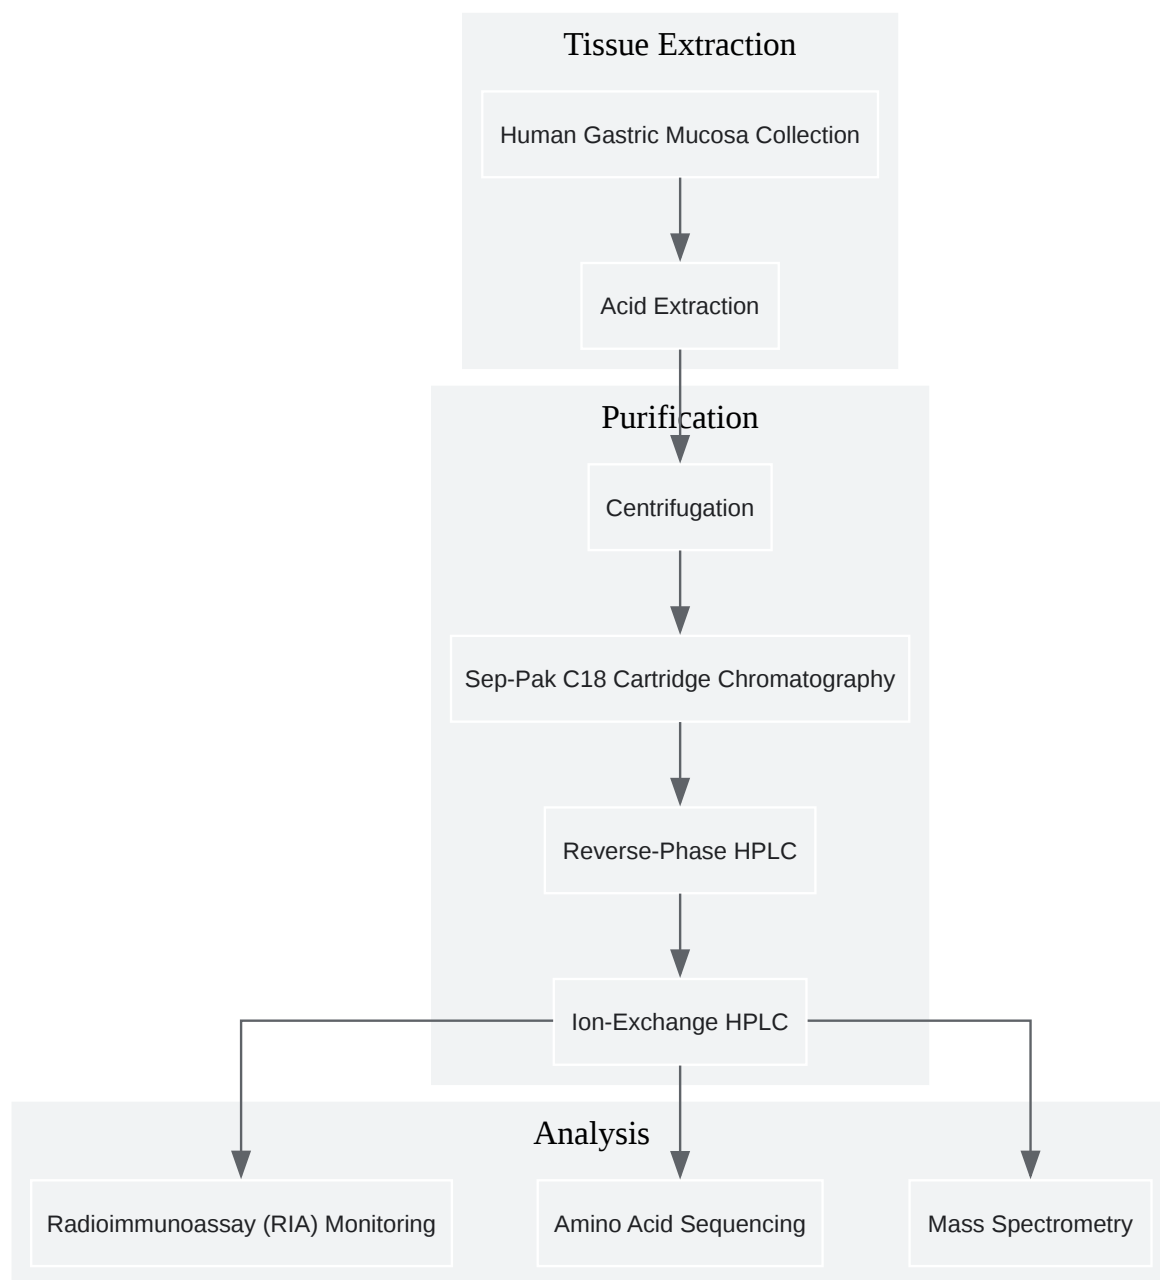 Tissue Extraction
Human Gastric Mucosa Collection
Acid Extraction
Purification
Centrifugation
Sep-Pak C18 Cartridge Chromatography
Reverse-Phase HPLC
Ion-Exchange HPLC
Analysis
Radioimmunoassay (RIA) Monitoring
Amino Acid Sequencing
Mass Spectrometry